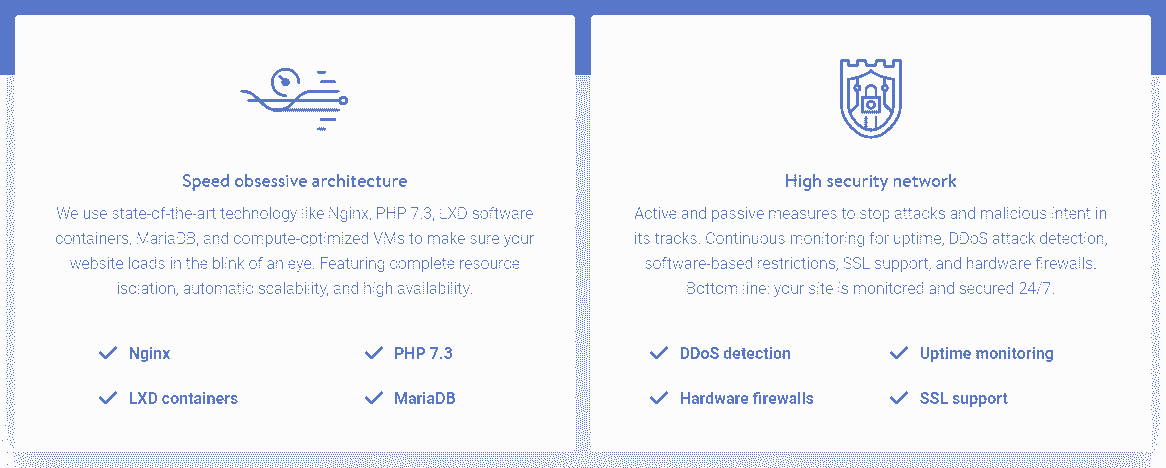 Speed obsessive architecture
We use state-of-the-art technology like Nginx, PHP 7.3, LXD software
containers, MariaDB, and compute-optimized VMs to make sure your
website loads in the blink of an eye. Featuring complete resource
isolation, automatic scalability, and high availability.
Nginx
PHP 7.3
LXD containers
MariaDB
High security network
Active and passive measures to stop attacks and malicious intent in
its tracks. Continuous monitoring for uptime, DDoS attack detection,
software-based restrictions, SSL support, and hardware firewalls.
Bottom line: your site is monitored and secured 24/7.
DDoS detection
Uptime monitoring
Hardware firewalls
SSL support